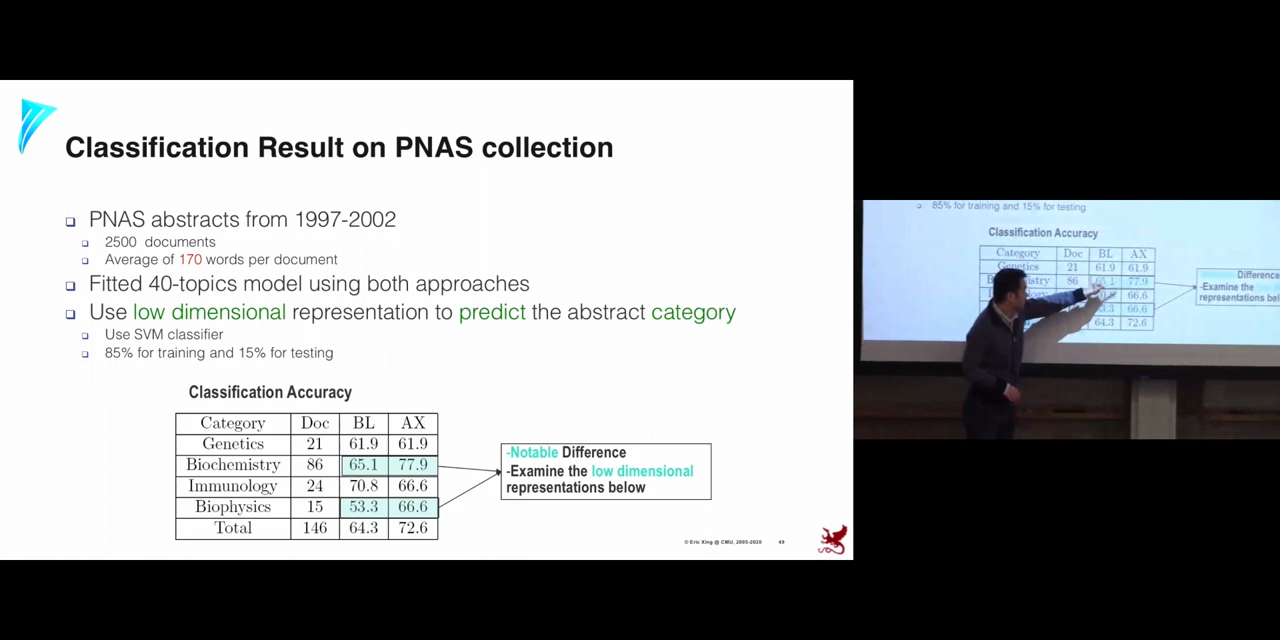 Classification Result on PNAS collection
PNAS abstracts from 1997-2002
2500 documents
Average of 170 words per document
Fitted 40-topics model using both approaches
Use low dimensional representation to predict the abstract category
Use SVM classifier
85% for training and 15% for testing
Classification Accuracy
Category Doc BL AX
Genetics 21 61.9 61.9
Biochemistry 86 65.1 77.9
Immunology 24 70.8 66.6
Biophysics 15 53.3 66.6
Total 146 64.3 72.6
-Notable Difference
-Examine the low dimensional
representations below
© Eric Xing @ CMU, 2005-2020 49
85% for training and 15% for testing
Classification Accuracy
Category Doc BL AX
Genetics 21 61.9 61.9
86 65.1 77.9
66.6
66.6
64.3 72.6
Difference
-Examine the
representations